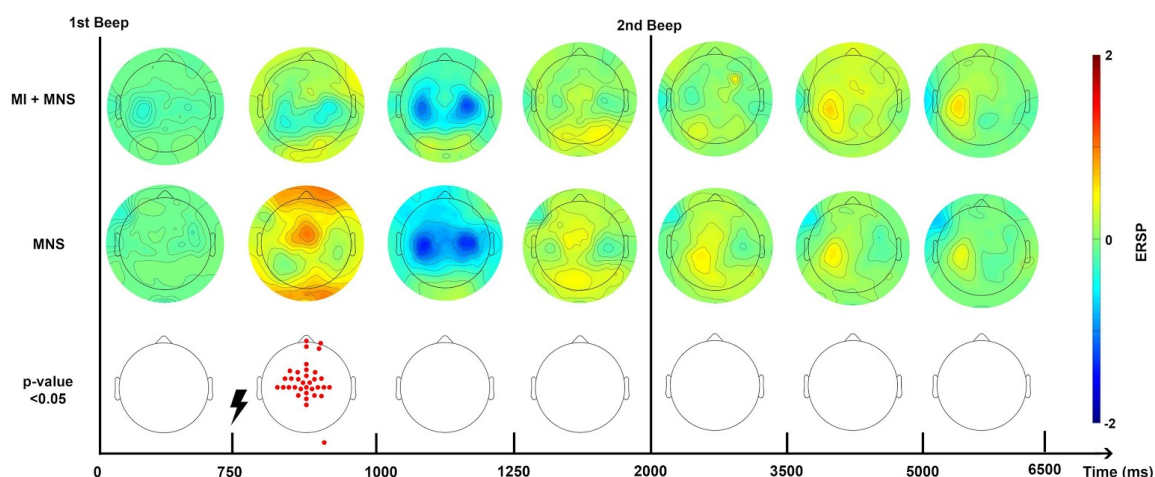 1st Beep
2nd Beep
MI + MNS
MNS
p-value
<0.05
2
0
-2
ERSP
0
750
1000
1250
2000
3500
5000
6500
Time (ms)